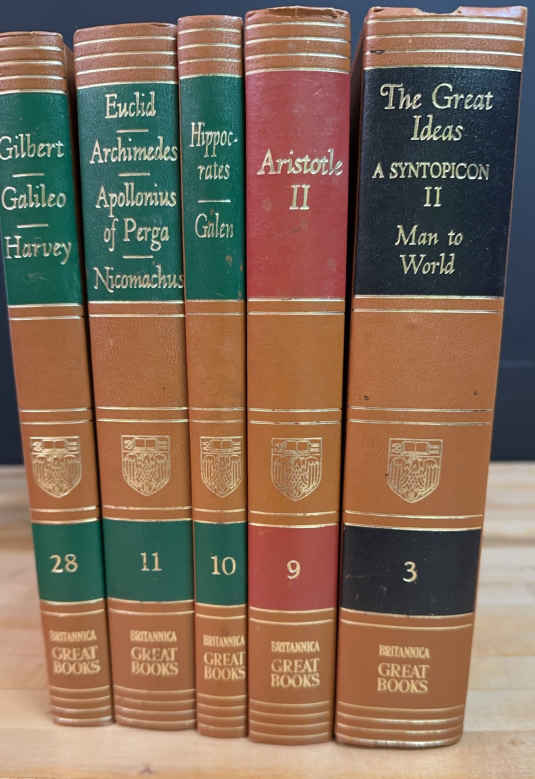 Gilbert
Galileo
Harvey
28
BRITANNICA
GREAT
BOOKS
Euclid
Archimedes
Apollonius
of Perga
Nicomachus
11
BRITANNICA
GREAT
BOOKS
Hippoc-
rates
Galen
10
BRITANNICA
GREAT
BOOKS
Aristotle
II
9
BRITANNICA
GREAT
BOOKS
The Great
Ideas
A SYNTOPICON
II
Man to
World
3
BRITANNICA
GREAT
BOOKS